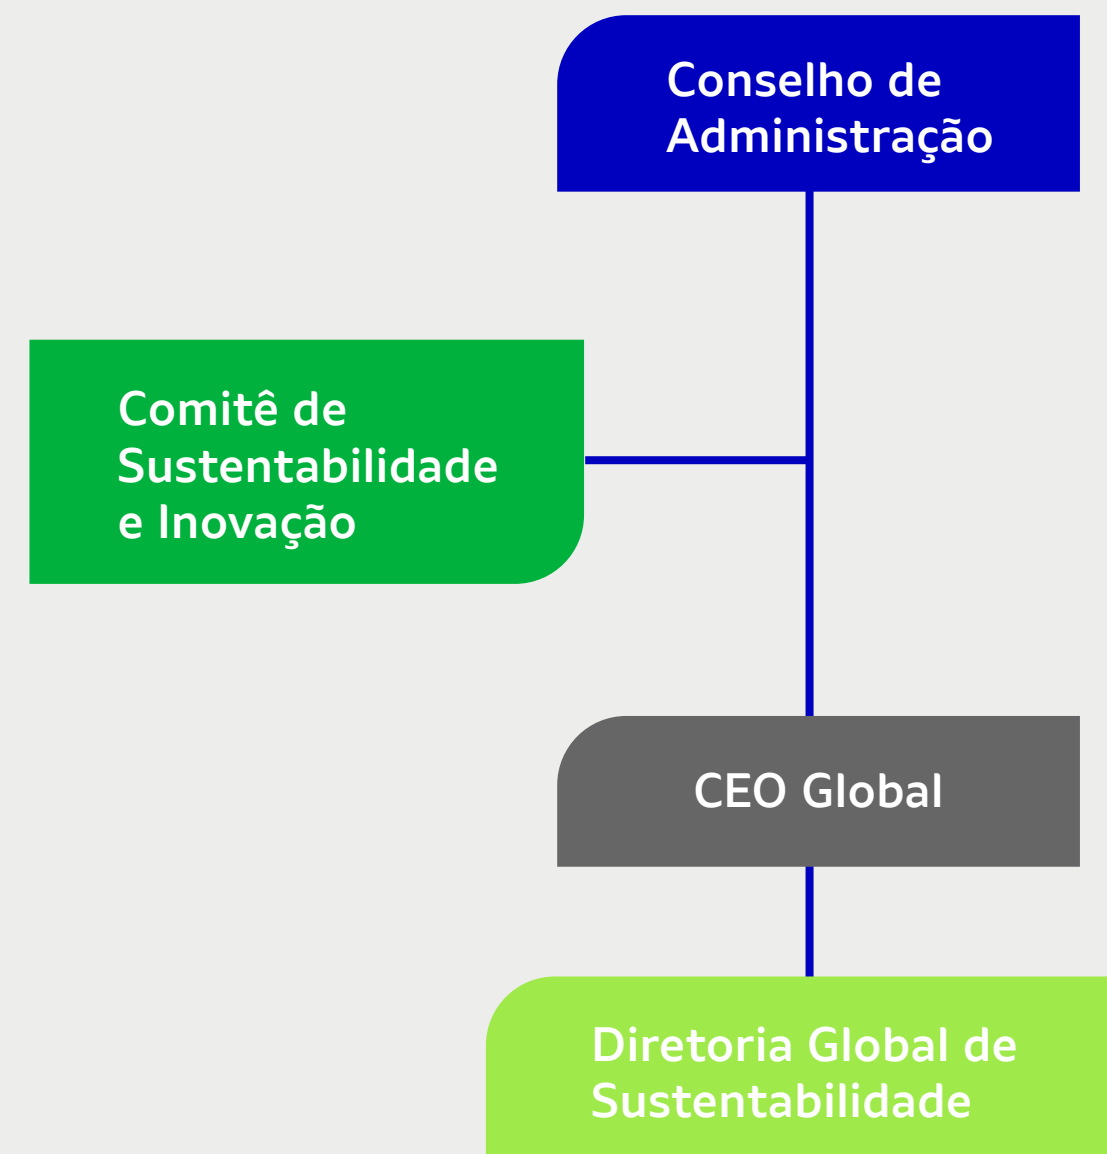 Conselho de
Administração
Comitê de
Sustentabilidade
e Inovação
CEO Global
Diretoria Global de
Sustentabilidade